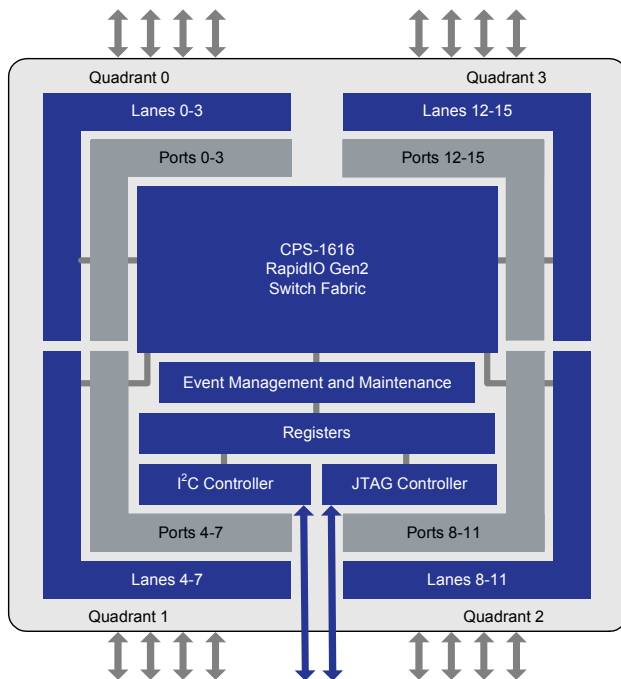 Quadrant 0
Quadrant 3
Lanes 0-3
Lanes 12-15
Ports 0-3
Ports 12-15
CPS-1616
RapidIO Gen2
Switch Fabric
Event Management and Maintenance
Registers
I²C Controller
JTAG Controller
Ports 4-7
Ports 8-11
Lanes 4-7
Lanes 8-11
Quadrant 1
Quadrant 2